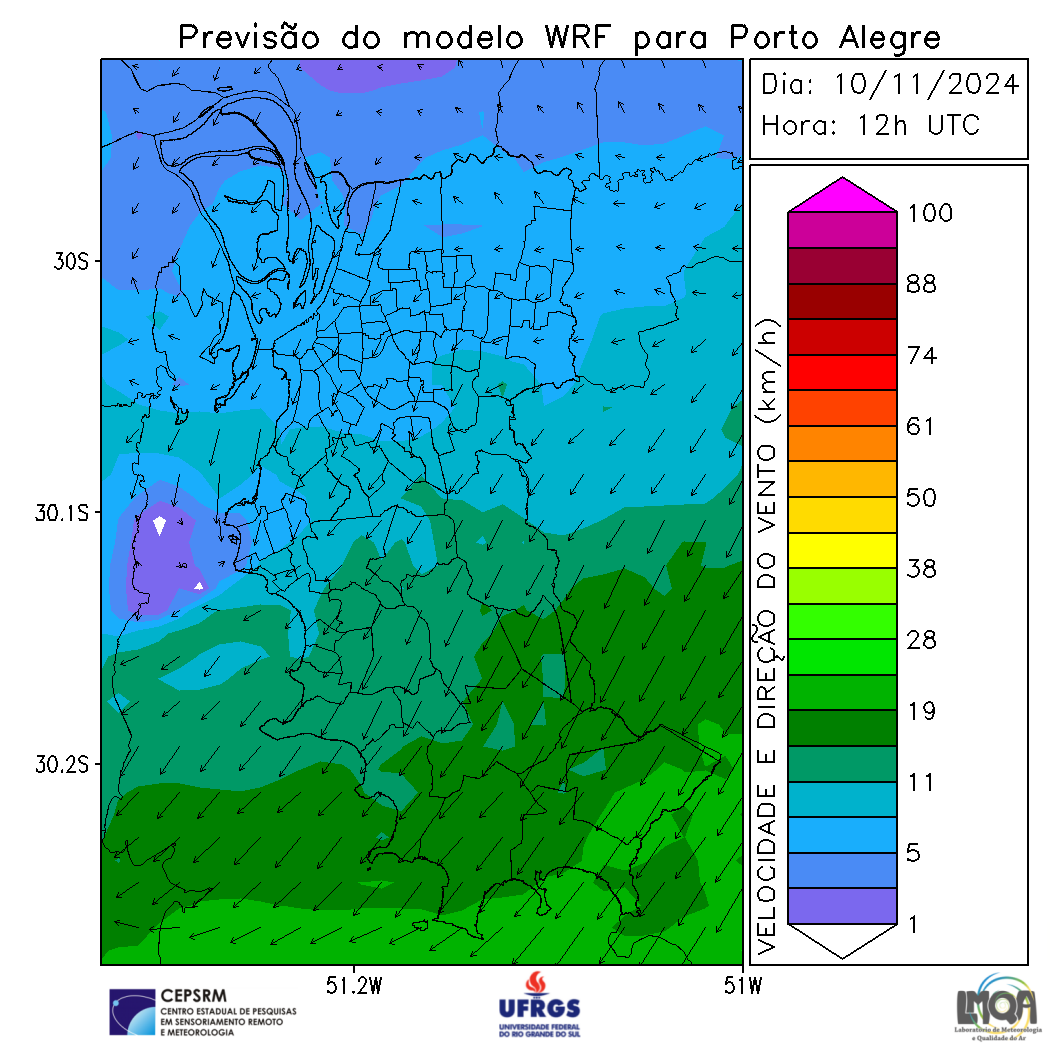 Previsão do modelo WRF para Porto Alegre
Dia: 10/11/2024
Hora: 12h UTC
30S
30.1S
30.2S
51.2W
51W
VELOCIDADE E DIREÇÃO DO VENTO (km/h)
100
88
74
61
50
38
28
19
11
5
1
CEPSRM
CENTRO ESTADUAL DE PESQUISAS
EM SENSORIAMENTO REMOTO
E METEOROLOGIA
UFRGS
UNIVERSIDADE FEDERAL
DO RIO GRANDE DO SUL
LMQA
Laboratório de Meteorologia
e Qualidade do Ar